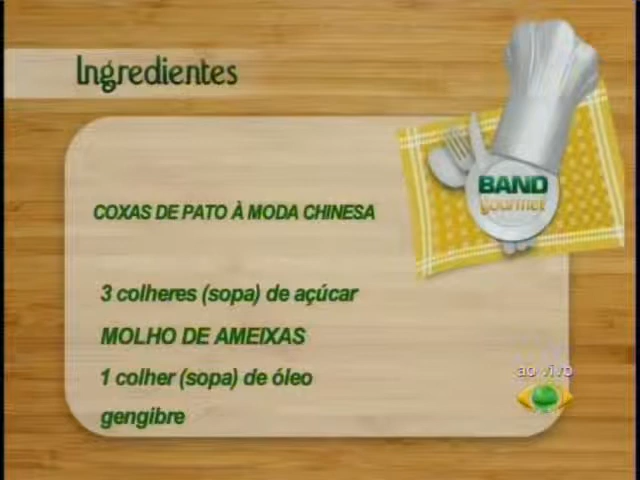 Ingredientes
BAND
gourmet
COXAS DE PATO À MODA CHINESA
3 colheres (sopa) de açúcar
MOLHO DE AMEIXAS
1 colher (sopa) de óleo
gengibre
ao vivo